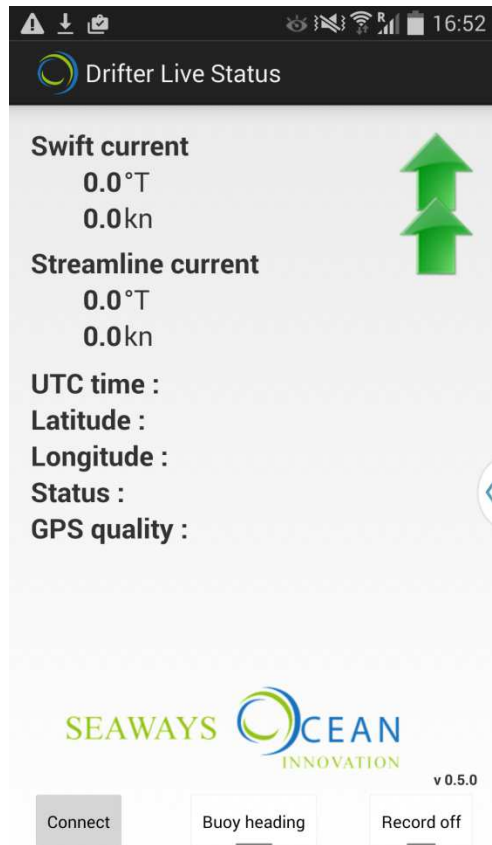 R 16:52
Drifter Live Status
Swift current
0.0°T
0.0kn
Streamline current
0.0°T
0.0kn
UTC time :
Latitude :
Longitude :
Status :
GPS quality :
SEAWAYS OCEAN
INNOVATION
v 0.5.0
Connect Buoy heading Record off